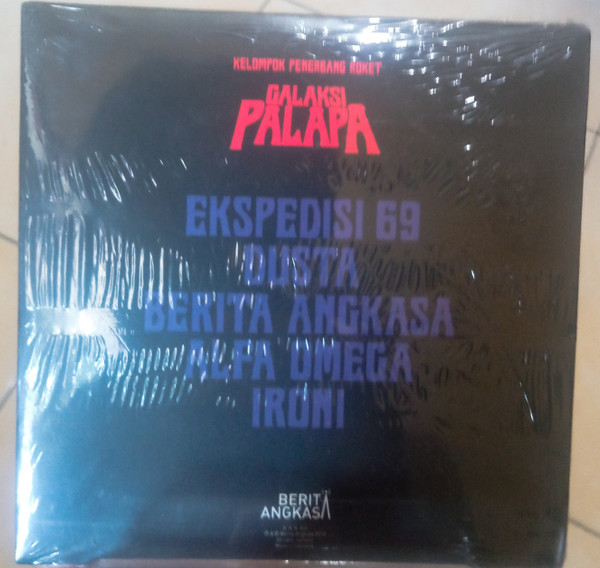 KELOMPOK PENERBANG ROKET
GALAKSI
PALAPA
EKSPEDISI 69
DUSTA
BERITA ANGKASA
ALFA OMEGA
IRONI
BERITA
ANGKASA